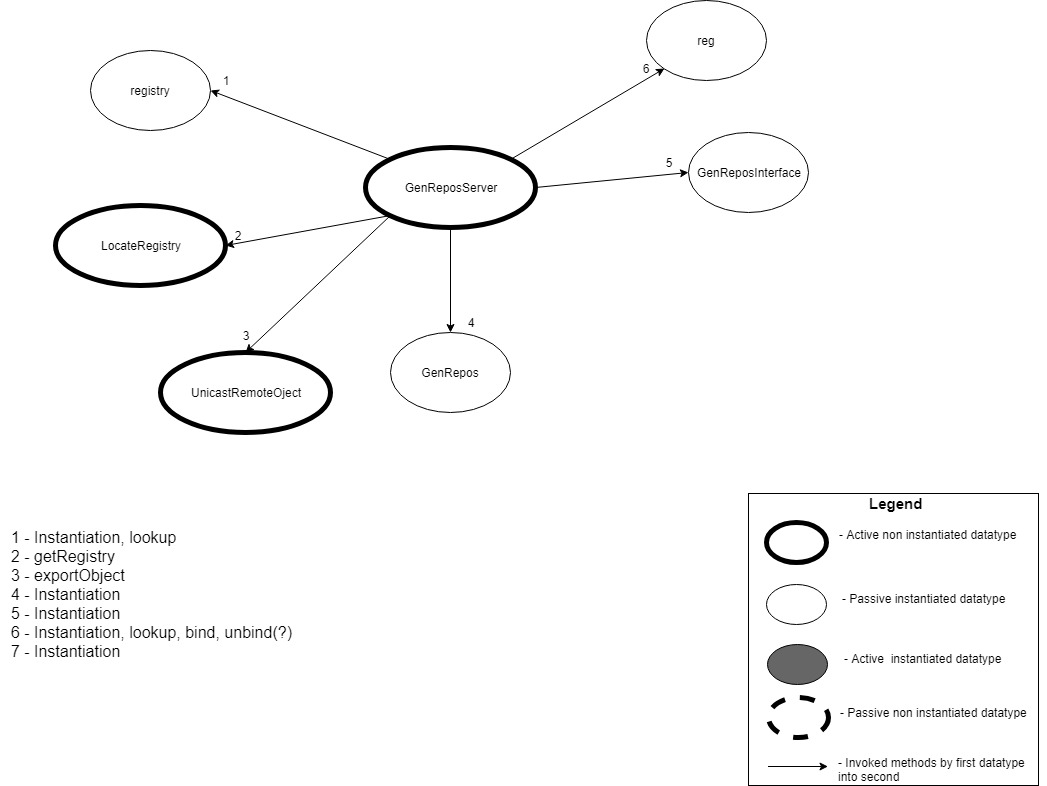 reg
6
1
registry
5
GenReposInterface
GenReposServer
2
LocateRegistry
3
4
GenRepos
UnicastRemoteOject
1 - Instantiation, lookup
2 - getRegistry
3 - exportObject
4 - Instantiation
5 - Instantiation
6 - Instantiation, lookup, bind, unbind(?)
7 - Instantiation
Legend
- Active non instantiated datatype
- Passive instantiated datatype
- Active  instantiated datatype
- Passive non instantiated datatype
- Invoked methods by first datatype
into second